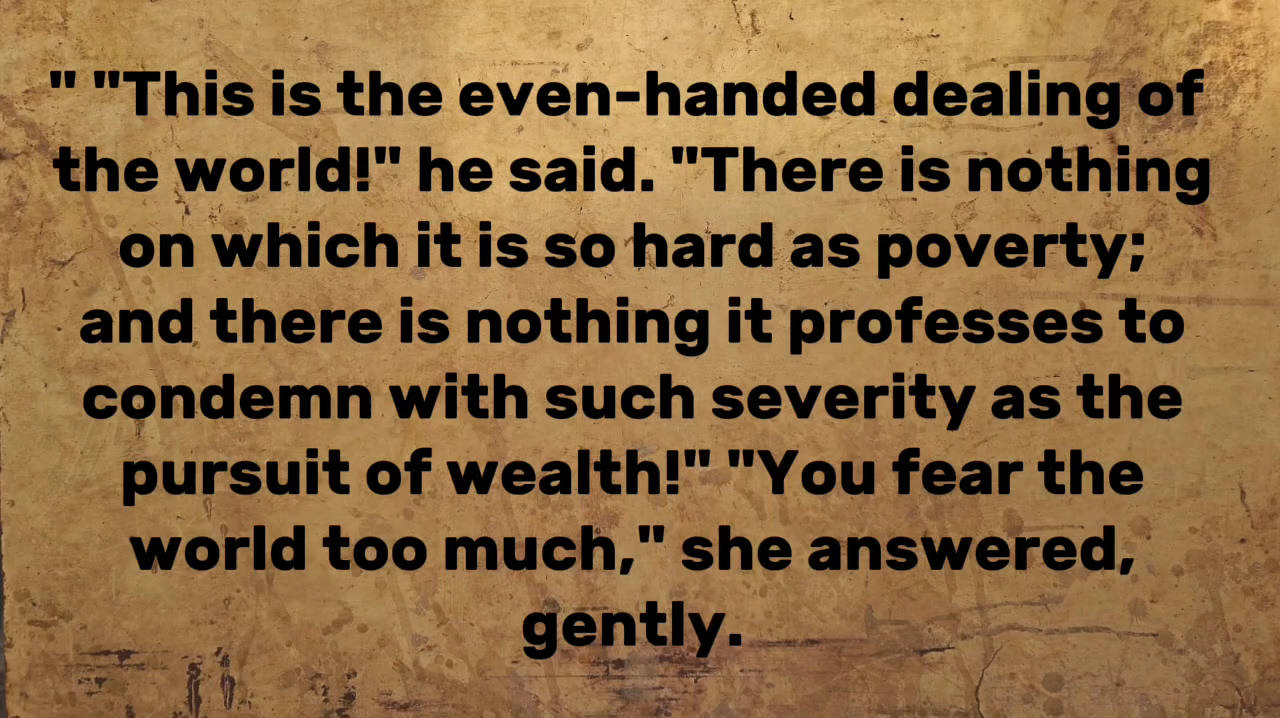 " "This is the even-handed dealing of
the world!" he said. "There is nothing
on which it is so hard as poverty;
and there is nothing it professes to
condemn with such severity as the
pursuit of wealth!" "You fear the
world too much," she answered,
gently.